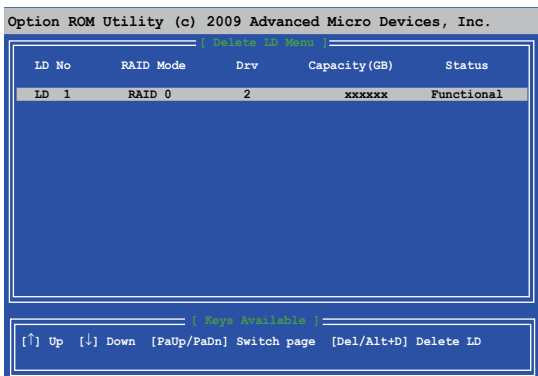 Option ROM Utility (c) 2009 Advanced Micro Devices, Inc.
[ Delete LD Menu ]
LD No RAID Mode Drv Capacity(GB) Status
LD 1 RAID 0 2 xxxxxx Functional
[ Keys Available ]
[↑] Up [↓] Down [PaUp/PaDn] Switch page [Del/Alt+D] Delete LD